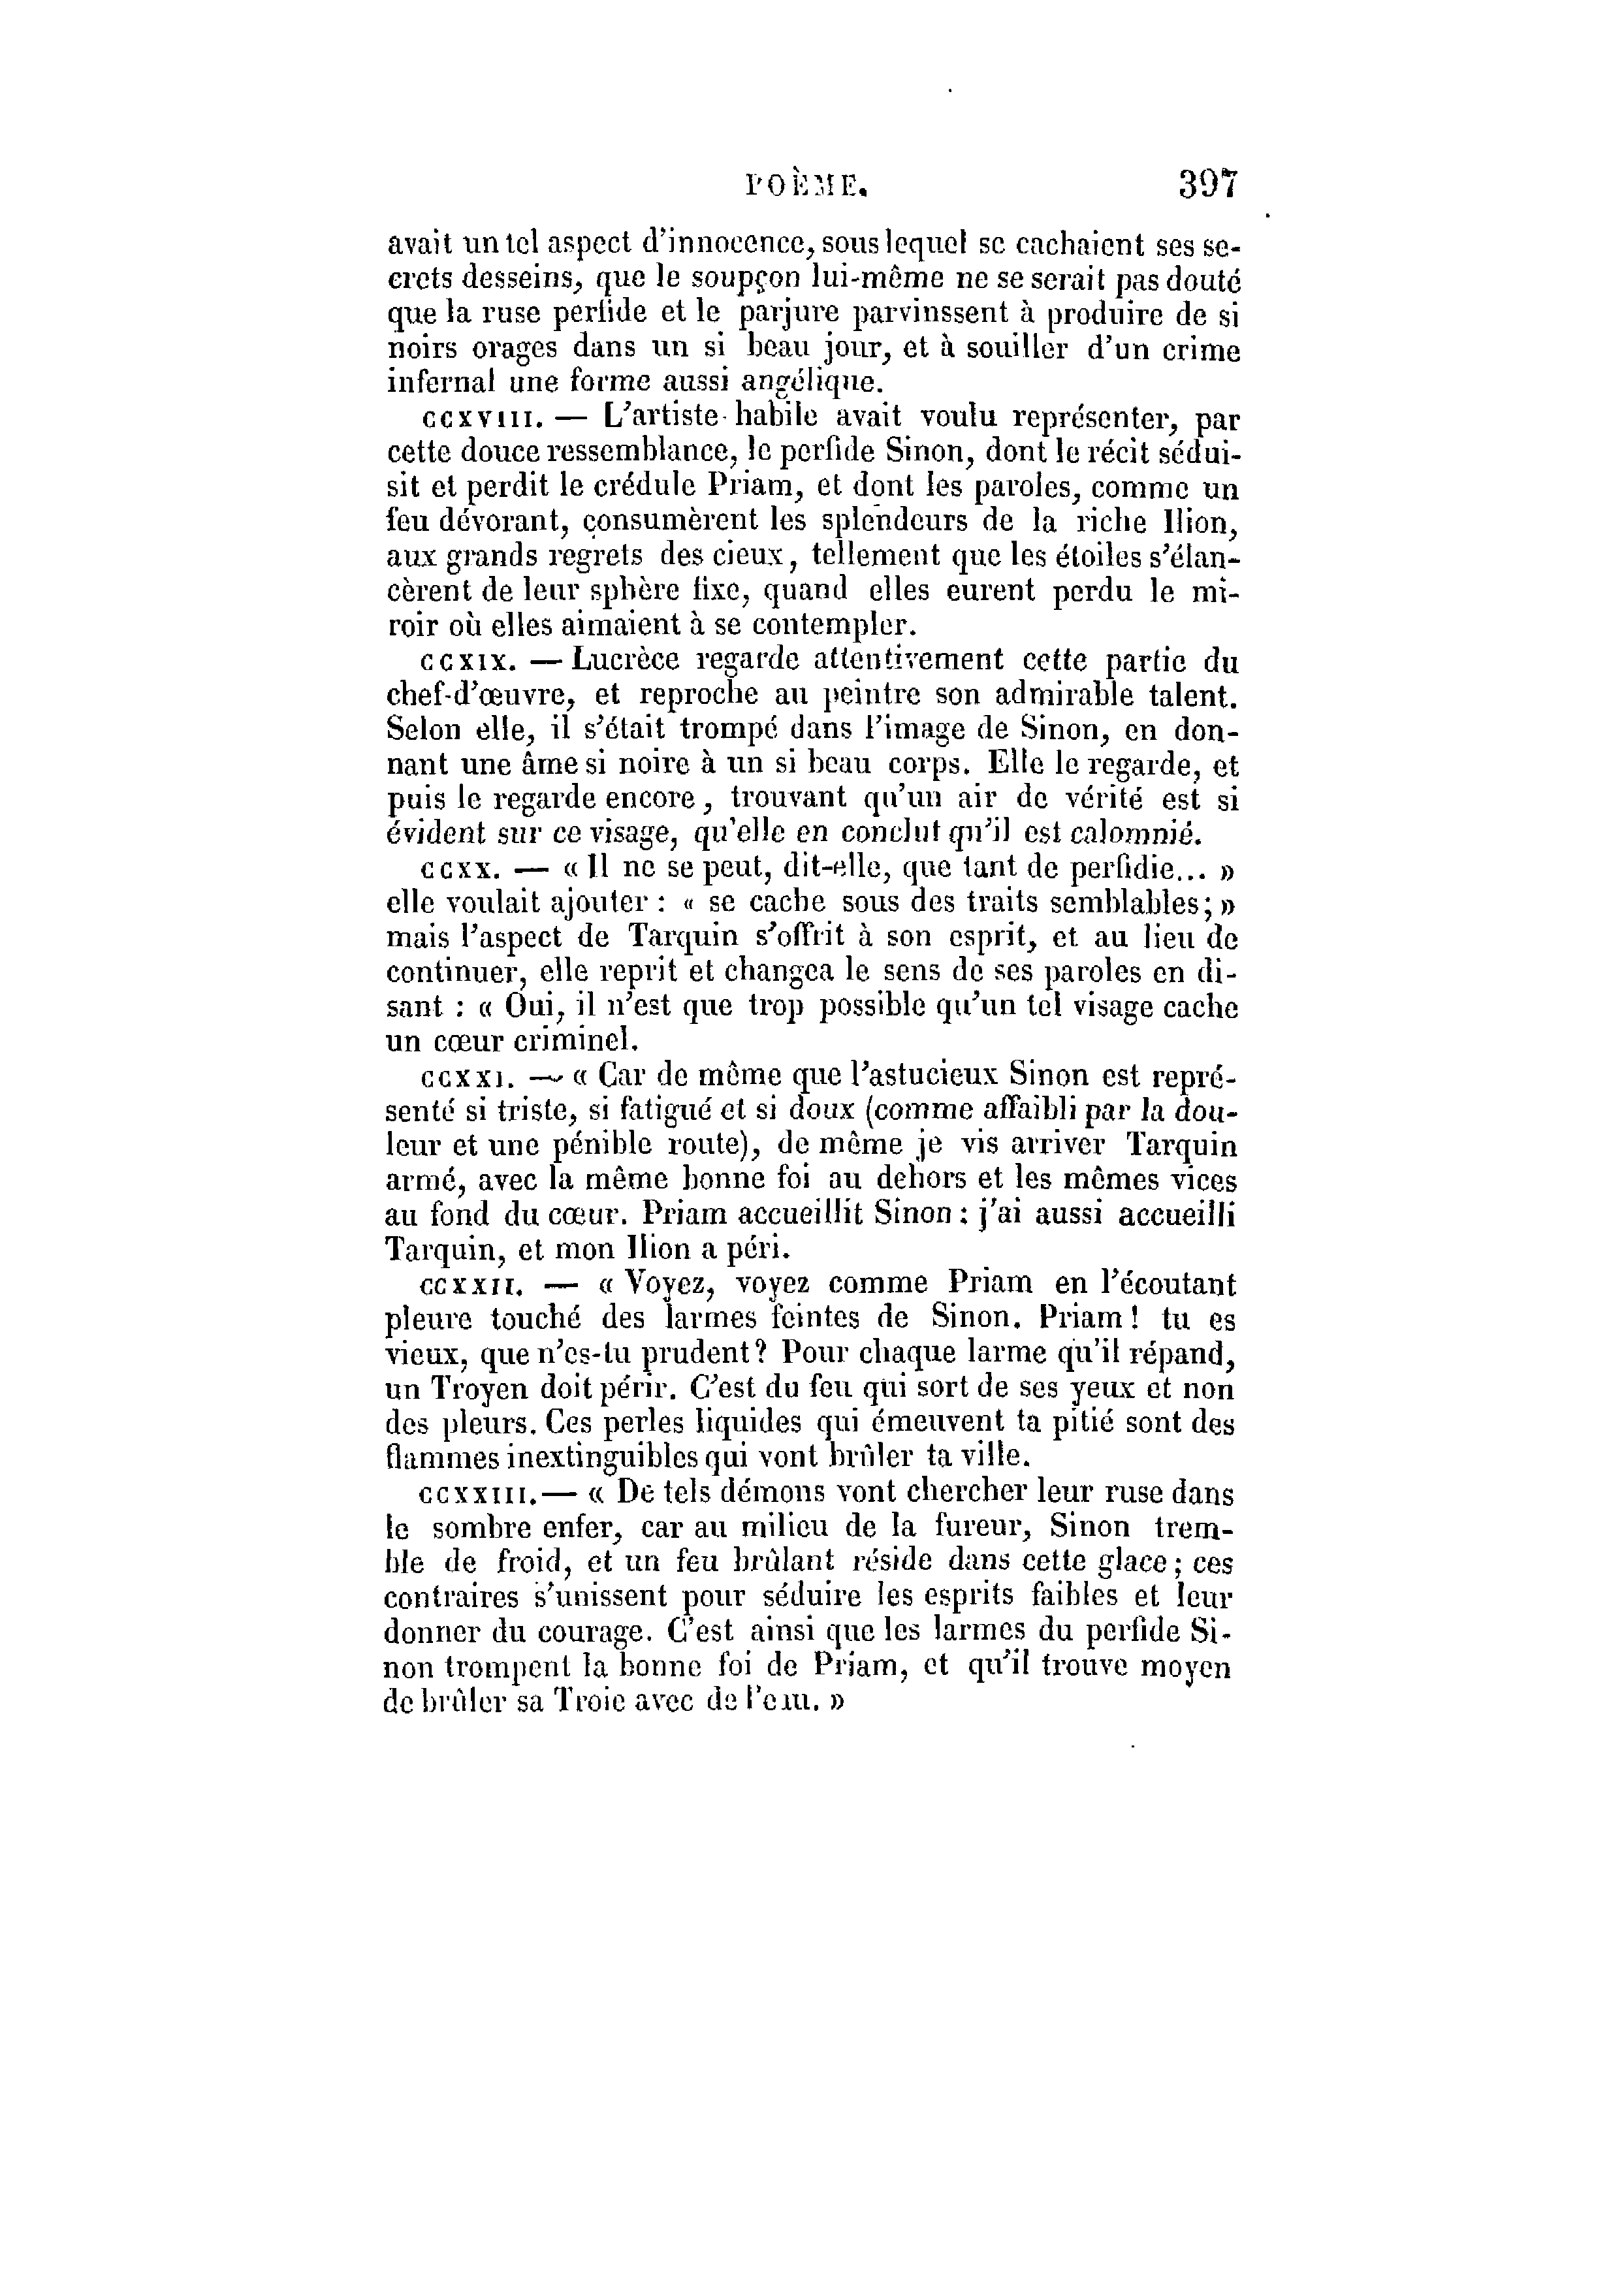 POÈME. 397
avait un tel aspect d'innocence, sous lequel se cachaient ses se-
crets desseins, que le soupçon lui-même ne se serait pas douté
que la ruse perfide et le parjure parvinssent à produire de si
noirs orages dans un si beau jour, et à souiller d'un crime
infernal une forme aussi angélique.
CCXVIII. — L'artiste habile avait voulu représenter, par
cette douce ressemblance, le perfide Sinon, dont le récit sédui-
sit et perdit le crédule Priam, et dont les paroles, comme un
feu dévorant, consumèrent les splendeurs de la riche Ilion,
aux grands regrets des cieux, tellement que les étoiles s'élan-
cèrent de leur sphère fixe, quand elles eurent perdu le mi-
roir où elles aimaient à se contempler.
CCXIX. — Lucrèce regarde attentivement cette partie du
chef-d'œuvre, et reproche au peintre son admirable talent.
Selon elle, il s'était trompé dans l'image de Sinon, en don-
nant une âme si noire à un si beau corps. Elle le regarde, et
puis le regarde encore, trouvant qu'un air de vérité est si
évident sur ce visage, qu'elle en conclut qu'il est calomnié.
CCXX. — « Il ne se peut, dit-elle, que tant de perfidie... »
elle voulait ajouter : « se cache sous des traits semblables; »
mais l'aspect de Tarquin s'offrit à son esprit, et au lieu de
continuer, elle reprit et changea le sens de ses paroles en di-
sant : « Oui, il n'est que trop possible qu'un tel visage cache
un cœur criminel.
CCXXI. — « Car de même que l'astucieux Sinon est repré-
senté si triste, si fatigué et si doux (comme affaibli par la dou-
leur et une pénible route), de même je vis arriver Tarquin
armé, avec la même bonne foi au dehors et les mêmes vices
au fond du cœur. Priam accueillit Sinon : j'ai aussi accueilli
Tarquin, et mon Ilion a péri.
CCXXII. — « Voyez, voyez comme Priam en l'écoutant
pleure touché des larmes feintes de Sinon. Priam ! tu es
vieux, que n'es-tu prudent? Pour chaque larme qu'il répand,
un Troyen doit périr. C'est du feu qui sort de ses yeux et non
des pleurs. Ces perles liquides qui émeuvent ta pitié sont des
flammes inextinguibles qui vont brûler ta ville.
CCXXIII. — « De tels démons vont chercher leur ruse dans
le sombre enfer, car au milieu de la fureur, Sinon trem-
ble de froid, et un feu brûlant réside dans cette glace; ces
contraires s'unissent pour séduire les esprits faibles et leur
donner du courage. C'est ainsi que les larmes du perfide Si-
non trompent la bonne foi de Priam, et qu'il trouve moyen
de brûler sa Troie avec de l'eau. »